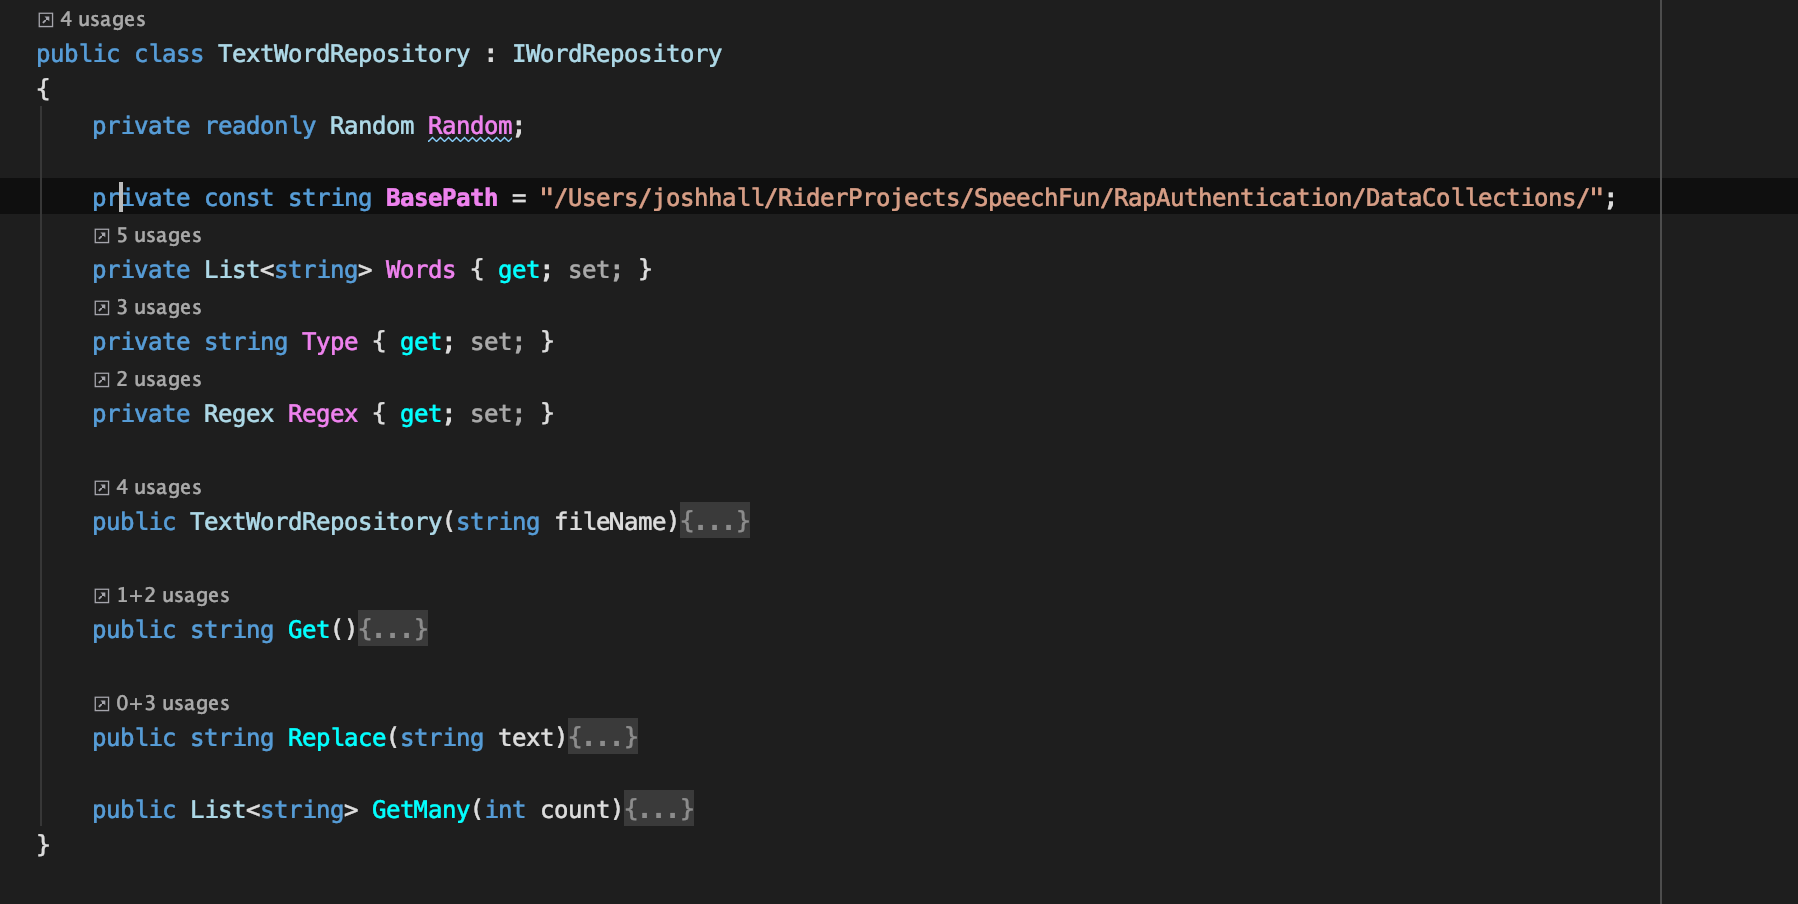 4 usages
public class TextWordRepository : IWordRepository
{
    private readonly Random Random;
    private const string BasePath = "/Users/joshhall/RiderProjects/SpeechFun/RapAuthentication/DataCollections/";
    5 usages
    private List<string> Words { get; set; }
    3 usages
    private string Type { get; set; }
    2 usages
    private Regex Regex { get; set; }
    4 usages
    public TextWordRepository(string fileName){...}
    1+2 usages
    public string Get(){...}
    0+3 usages
    public string Replace(string text){...}
    public List<string> GetMany(int count){...}
}